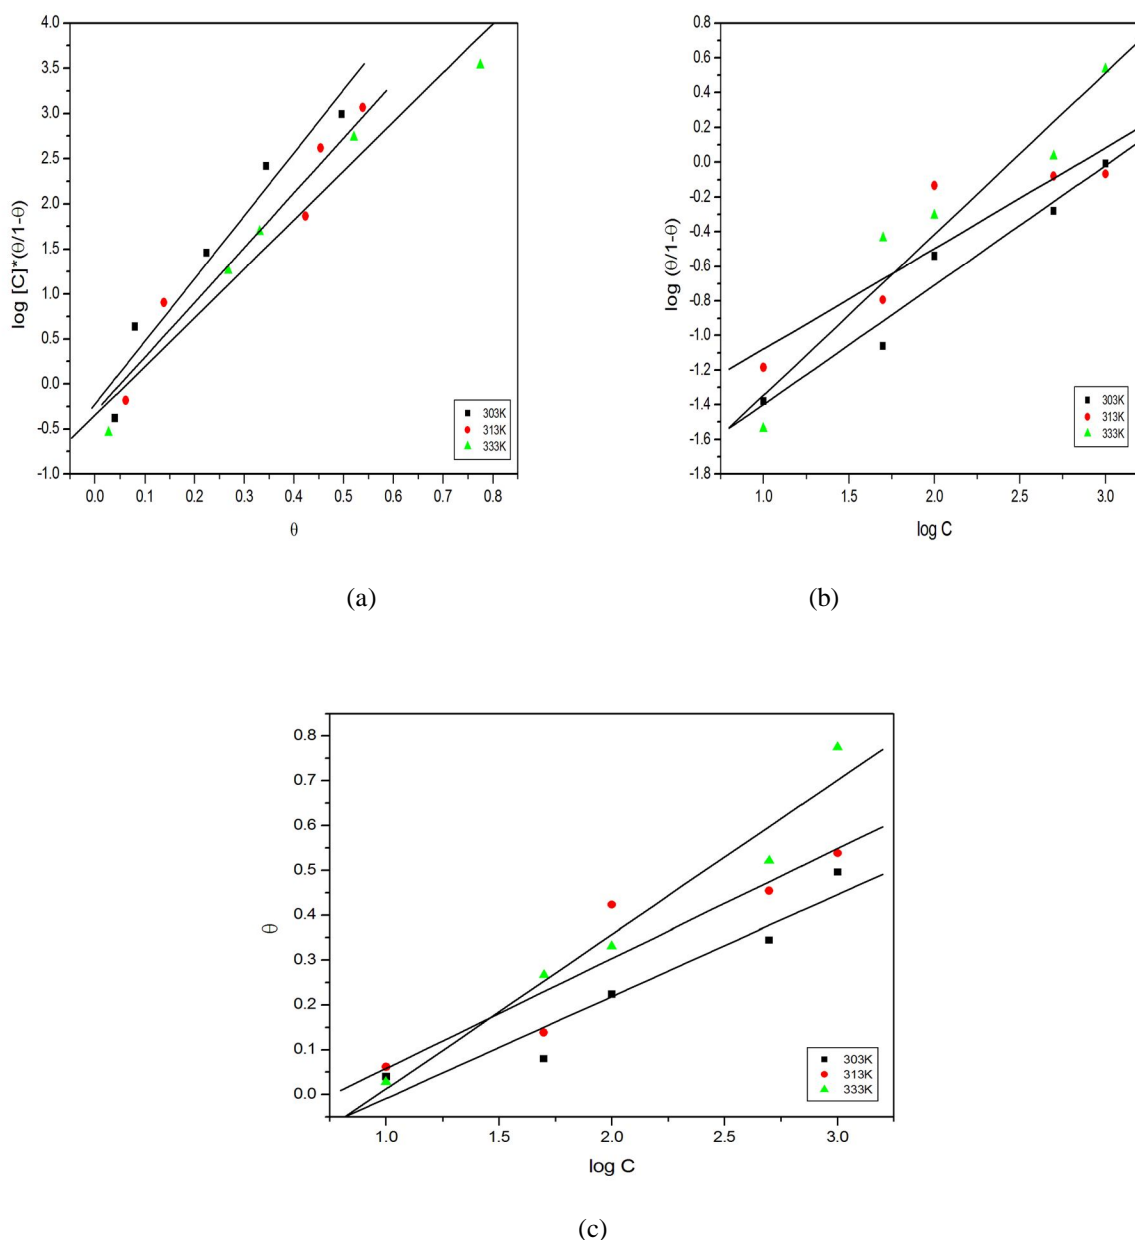 4.0
3.5
3.0
2.5
2.0
1.5
1.0
0.5
0.0
-0.5
-1.0
log [C]*(θ/1-θ)
0.0 0.1 0.2 0.3 0.4 0.5 0.6 0.7 0.8
θ
303K
313K
333K
(a)
0.8
0.6
0.4
0.2
0.0
-0.2
-0.4
-0.6
-0.8
-1.0
-1.2
-1.4
-1.6
-1.8
log (θ/1-θ)
1.0 1.5 2.0 2.5 3.0
log C
303K
313K
333K
(b)
0.8
0.7
0.6
0.5
0.4
0.3
0.2
0.1
0.0
θ
1.0 1.5 2.0 2.5 3.0
log C
303K
313K
333K
(c)